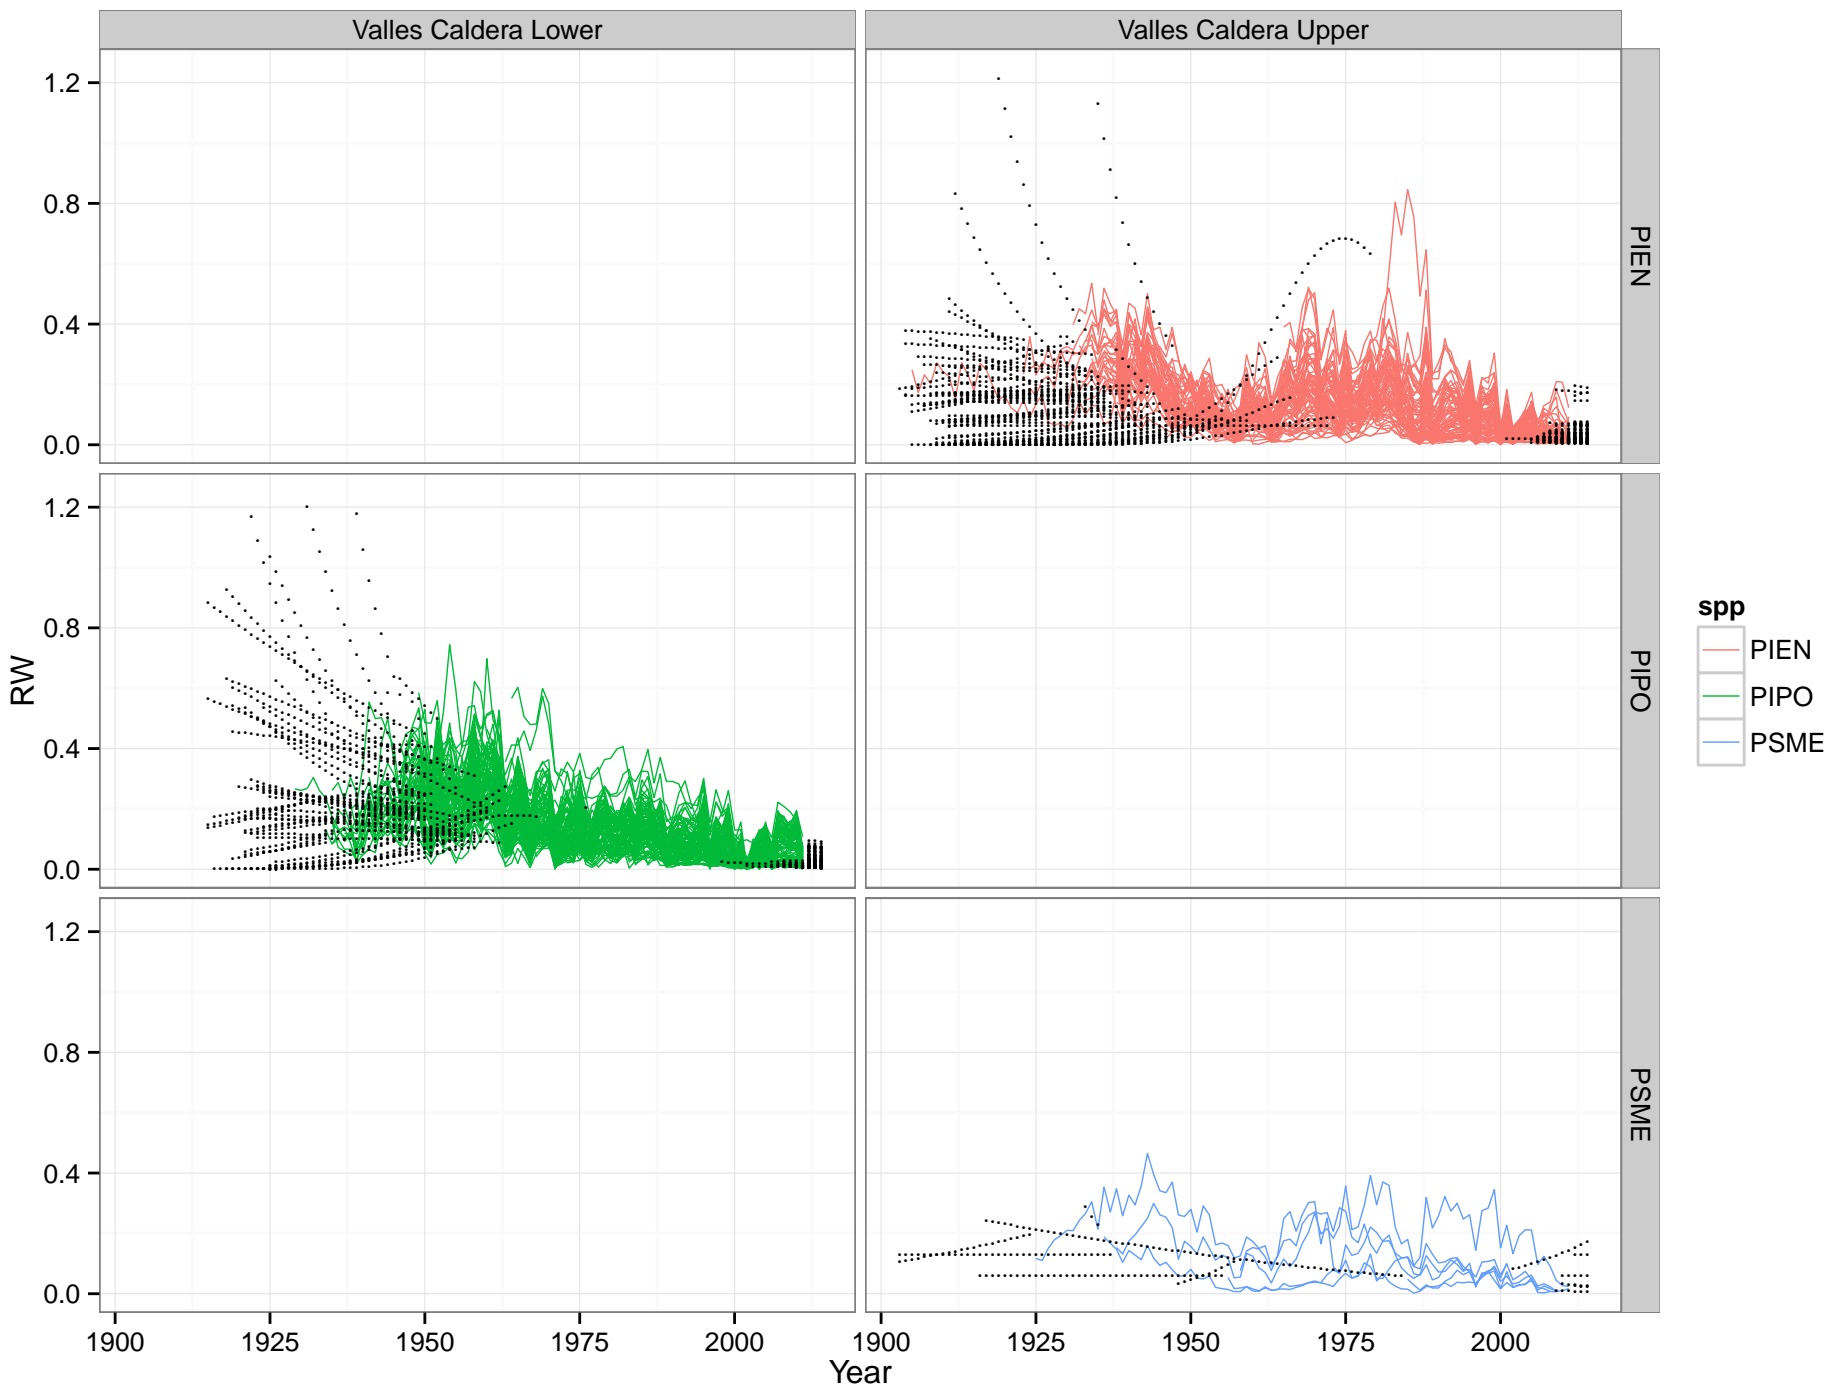 Valles Caldera Lower
Valles Caldera Upper
1.2
0.8
0.4
0.0
PIEN
1.2
0.8
0.4
0.0
PIPO
1.2
0.8
0.4
0.0
PSME
RW
1900 1925 1950 1975 2000
1900 1925 1950 1975 2000
Year
spp
PIEN
PIPO
PSME